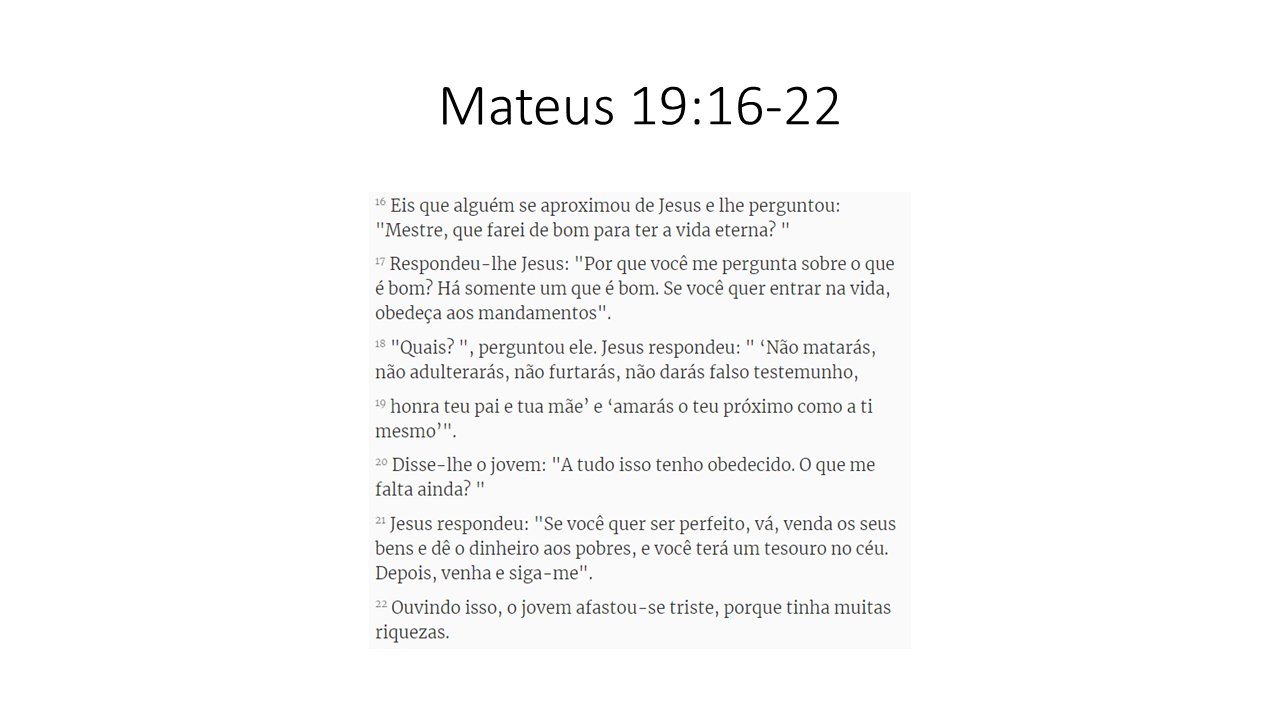 Mateus 19:16-22
16 Eis que alguém se aproximou de Jesus e lhe perguntou:
"Mestre, que farei de bom para ter a vida eterna? "
17 Respondeu-lhe Jesus: "Por que você me pergunta sobre o que
é bom? Há somente um que é bom. Se você quer entrar na vida,
obedeça aos mandamentos".
18 "Quais? ", perguntou ele. Jesus respondeu: " ‘Não matarás,
não adulterarás, não furtarás, não darás falso testemunho,
19 honra teu pai e tua mãe’ e ‘amarás o teu próximo como a ti
mesmo’".
20 Disse-lhe o jovem: "A tudo isso tenho obedecido. O que me
falta ainda? "
21 Jesus respondeu: "Se você quer ser perfeito, vá, venda os seus
bens e dê o dinheiro aos pobres, e você terá um tesouro no céu.
Depois, venha e siga-me".
22 Ouvindo isso, o jovem afastou-se triste, porque tinha muitas
riquezas.